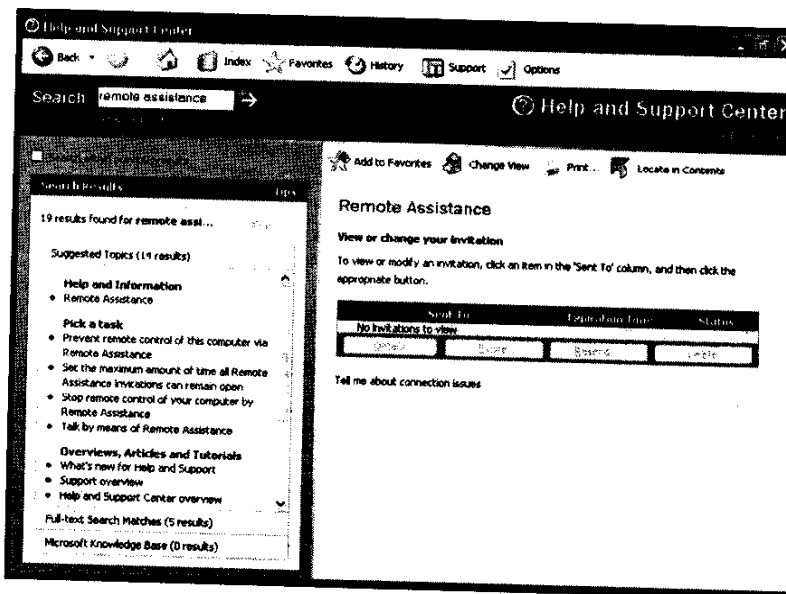 Help and Support Center
Back
Index
Favorites
History
Support
Options
Search
remote assistance
Help and Support Center
Add to Favorites
Change View
Print...
Locate in Contents
Search Results
Tips
19 results found for remote assi...
Suggested Topics (14 results)
Help and Information
Remote Assistance
Pick a task
Prevent remote control of this computer via
Remote Assistance
Set the maximum amount of time all Remote
Assistance invitations can remain open
Stop remote control of your computer by
Remote Assistance
Talk by means of Remote Assistance
Overviews, Articles and Tutorials
What's new for Help and Support
Support overview
Help and Support Center overview
Full-text Search Matches (5 results)
Microsoft Knowledge Base (0 results)
Remote Assistance
View or change your invitation
To view or modify an invitation, click an item in the 'Sent To' column, and then click the
appropriate button.
Sent To
Expiration Time
Status
No invitations to view
Details
Expire
Resend
Delete
Tell me about connection issues